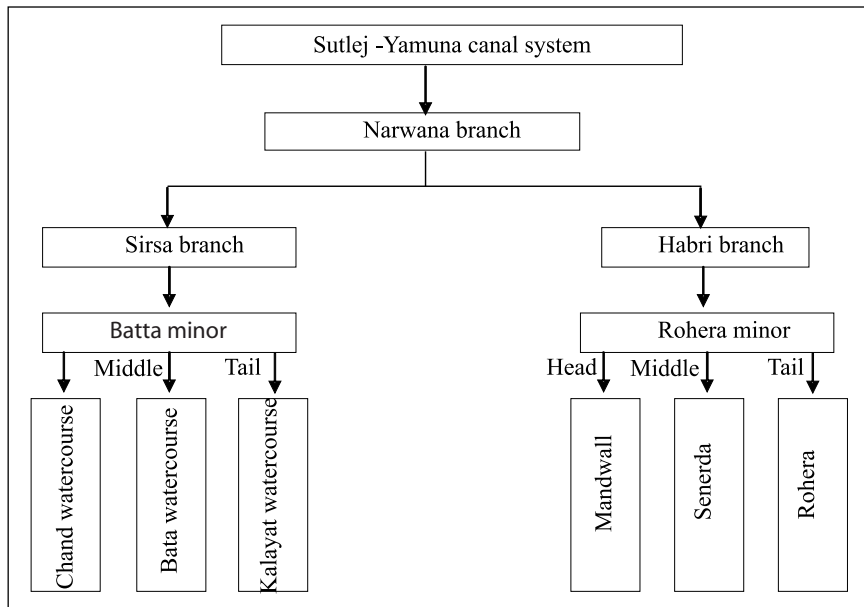 Sutlej -Yamuna canal system
Narwana branch
Sirsa branch
Habri branch
Batta minor
Rohera minor
Middle
Tail
Head
Middle
Tail
Chand watercourse
Bata watercourse
Kalayat watercourse
Mandwall
Senerda
Rohera